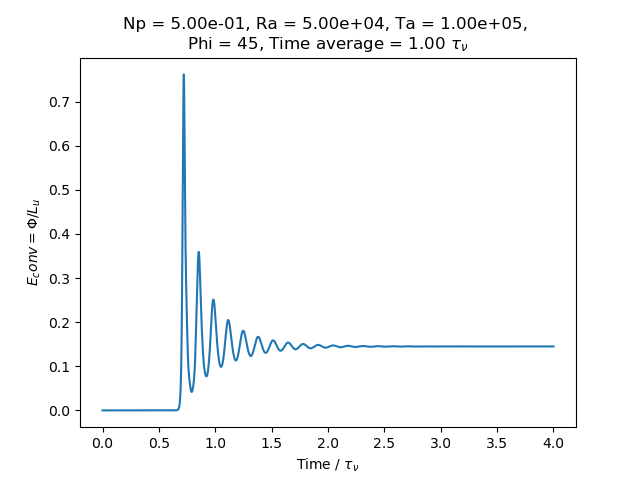 Np = 5.00e-01, Ra = 5.00e+04, Ta = 1.00e+05,
Phi = 45, Time average = 1.00 τν
0.7
0.6
0.5
0.4
0.3
0.2
0.1
0.0
E_conv = Φ/L_u
0.0 0.5 1.0 1.5 2.0 2.5 3.0 3.5 4.0
Time / τν